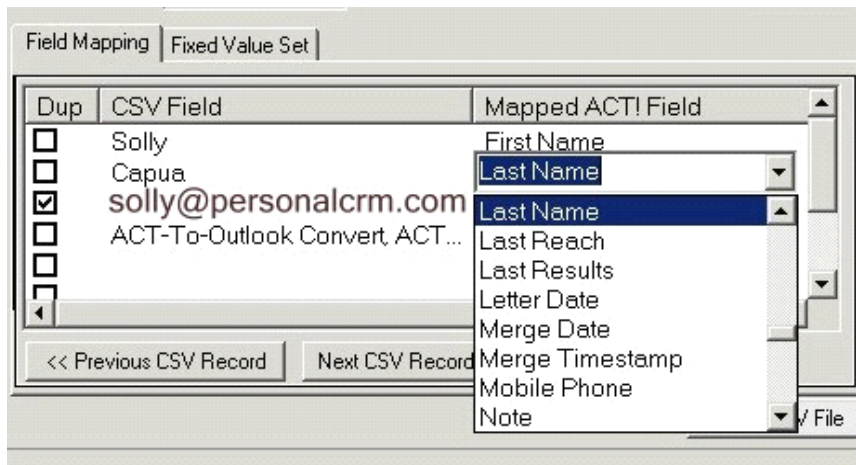 Field Mapping Fixed Value Set
Dup CSV Field Mapped ACT! Field
Solly First Name
Capua Last Name
solly@personalcrm.com Last Name
ACT-To-Outlook Convert, ACT... Last Reach
Last Results
Letter Date
Merge Date
<< Previous CSV Record Next CSV Record Merge Timestamp
Mobile Phone
Note
File